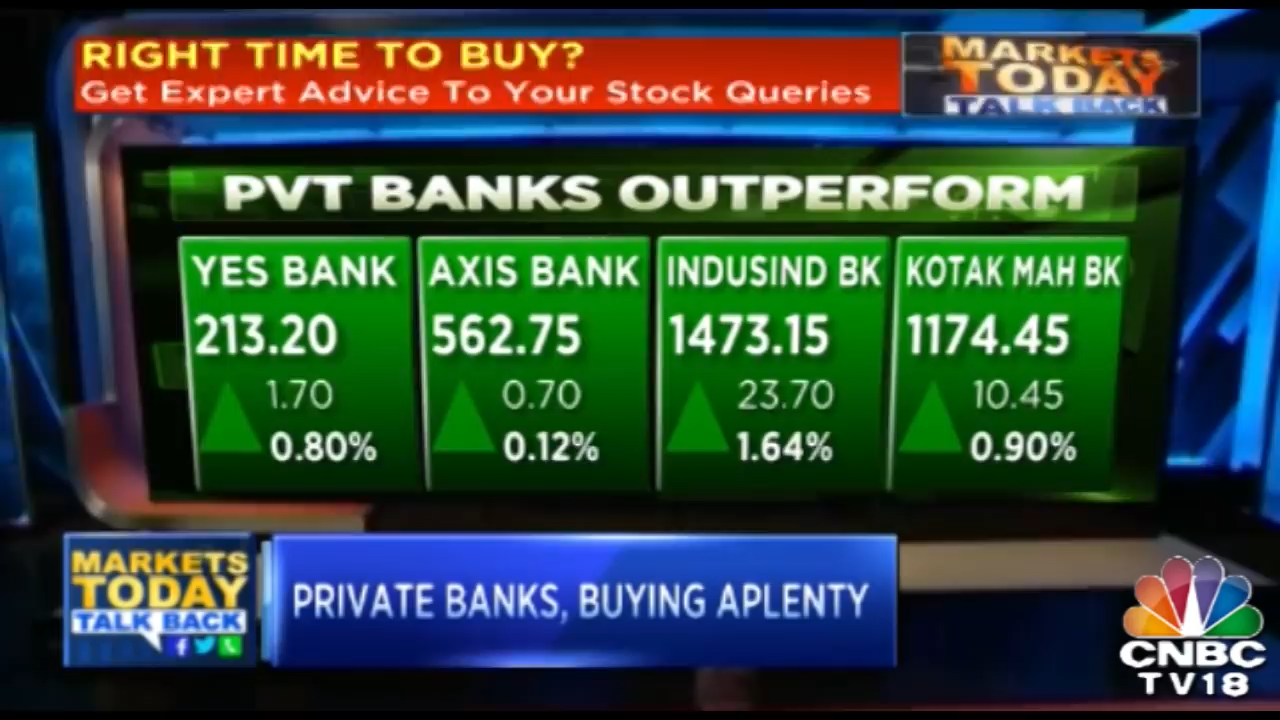 RIGHT TIME TO BUY?
Get Expert Advice To Your Stock Queries
MARKETS
TODAY
TALK BACK
PVT BANKS OUTPERFORM
YES BANK
213.20
1.70
0.80%
AXIS BANK
562.75
0.70
0.12%
INDUSIND BK
1473.15
23.70
1.64%
KOTAK MAH BK
1174.45
10.45
0.90%
MARKETS
TODAY
TALK BACK
PRIVATE BANKS, BUYING APLENTY
CNBC
TV18